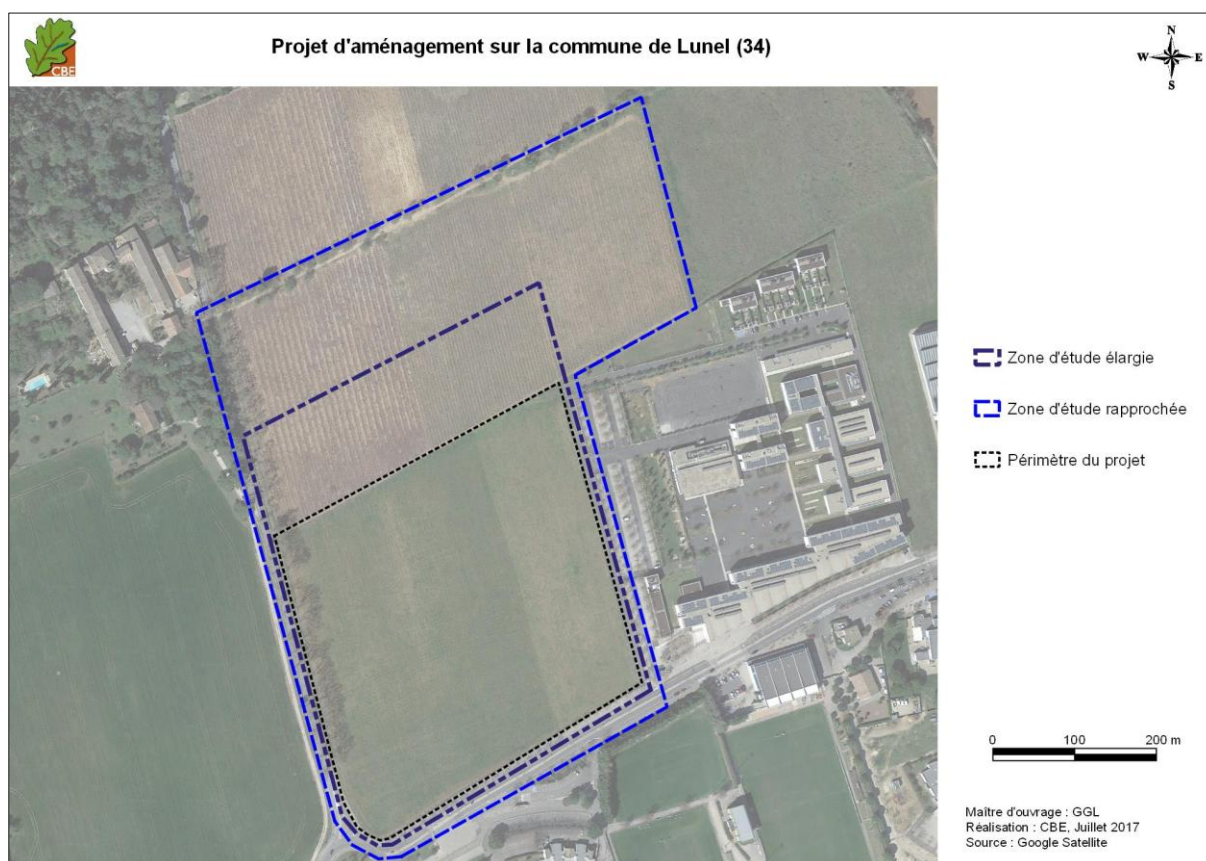 CBE
Projet d'aménagement sur la commune de Lunel (34)
N
W E
S
Zone d'étude élargie
Zone d'étude rapprochée
Périmètre du projet
0 100 200 m
Maître d'ouvrage : GGL
Réalisation : CBE, Juillet 2017
Source : Google Satellite